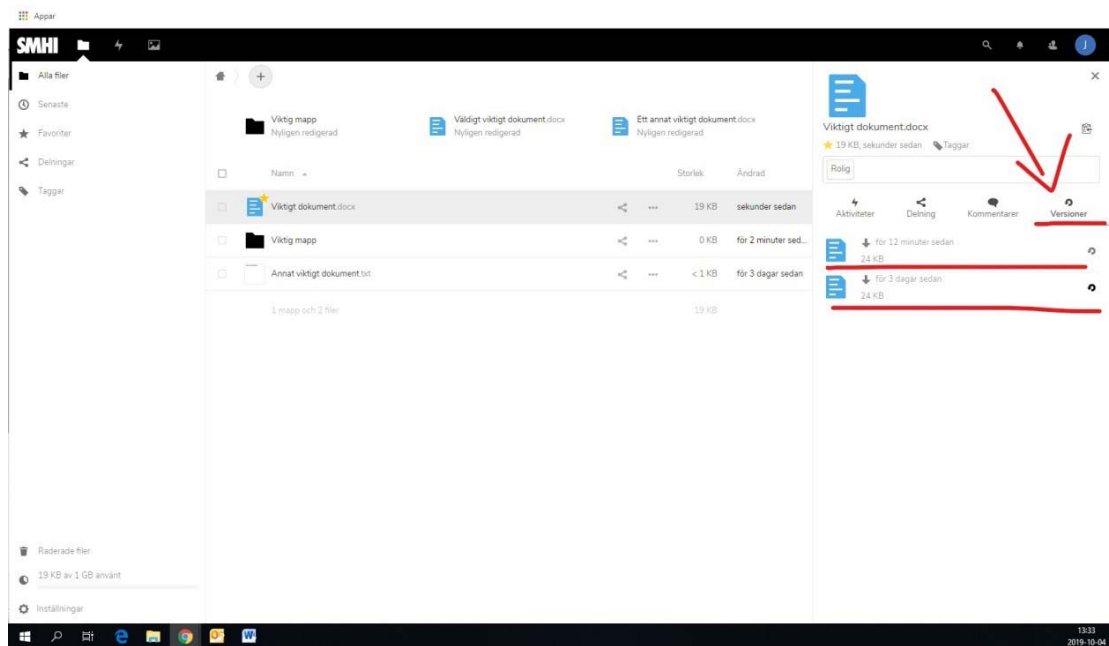 Appar
SMHI
J
Alla filer
Senaste
Favoriter
Delningar
Taggar
Viktig mapp
Nyligen redigerad
Väldigt viktigt dokument.docx
Nyligen redigerad
Ett annat viktigt dokument.docx
Nyligen redigerad
Namn
Storlek
Ändrad
Viktigt dokument.docx
19 KB
sekunder sedan
Viktig mapp
0 KB
för 2 minuter sed...
Annat viktigt dokument.txt
< 1 KB
för 3 dagar sedan
1 mapp och 2 filer
19 KB
Viktigt dokument.docx
19 KB, sekunder sedan
Taggar
Rolig
Aktiviteter
Delning
Kommentarer
Versioner
för 12 minuter sedan
24 KB
för 3 dagar sedan
24 KB
Raderade filer
19 KB av 1 GB använt
Inställningar
13:33
2019-10-04